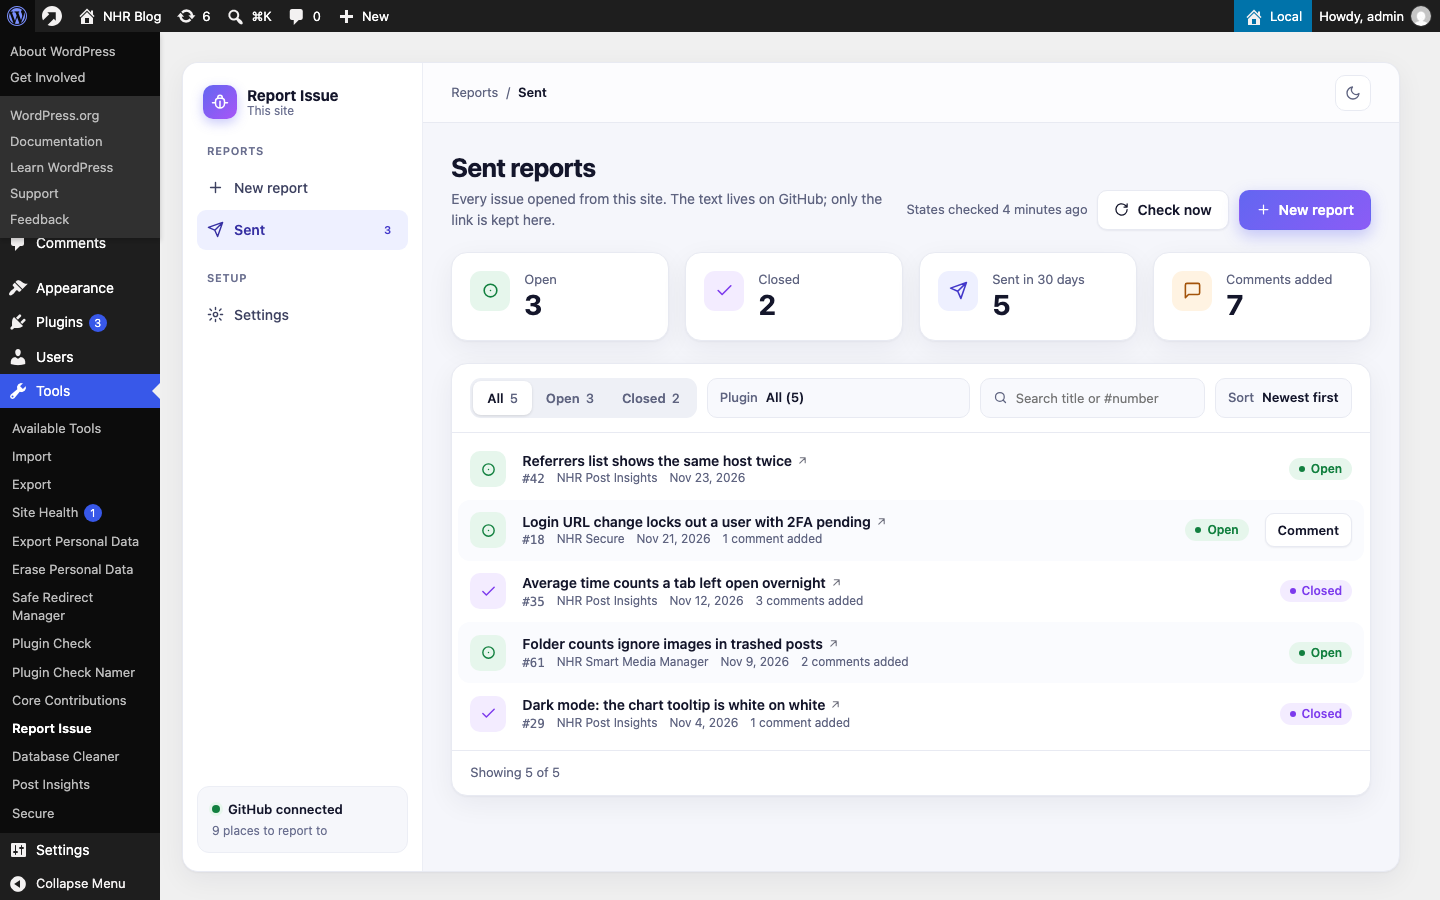 NHR Blog
6
⌘K
0
New
Local
Howdy, admin
About WordPress
Get Involved
WordPress.org
Documentation
Learn WordPress
Support
Feedback
Comments
Appearance
Plugins 3
Users
Tools
Available Tools
Import
Export
Site Health 1
Export Personal Data
Erase Personal Data
Safe Redirect
Manager
Plugin Check
Plugin Check Namer
Core Contributions
Report Issue
Database Cleaner
Post Insights
Secure
Settings
Collapse Menu
Report Issue
This site
REPORTS
New report
Sent 3
SETUP
Settings
GitHub connected
9 places to report to
Reports / Sent
Sent reports
Every issue opened from this site. The text lives on GitHub; only the
link is kept here.
States checked 4 minutes ago
Check now
New report
Open
3
Closed
2
Sent in 30 days
5
Comments added
7
All 5
Open 3
Closed 2
Plugin All (5)
Search title or #number
Sort Newest first
Referrers list shows the same host twice
#42 NHR Post Insights Nov 23, 2026
Open
Login URL change locks out a user with 2FA pending
#18 NHR Secure Nov 21, 2026 1 comment added
Open
Comment
Average time counts a tab left open overnight
#35 NHR Post Insights Nov 12, 2026 3 comments added
Closed
Folder counts ignore images in trashed posts
#61 NHR Smart Media Manager Nov 9, 2026 2 comments added
Open
Dark mode: the chart tooltip is white on white
#29 NHR Post Insights Nov 4, 2026 1 comment added
Closed
Showing 5 of 5